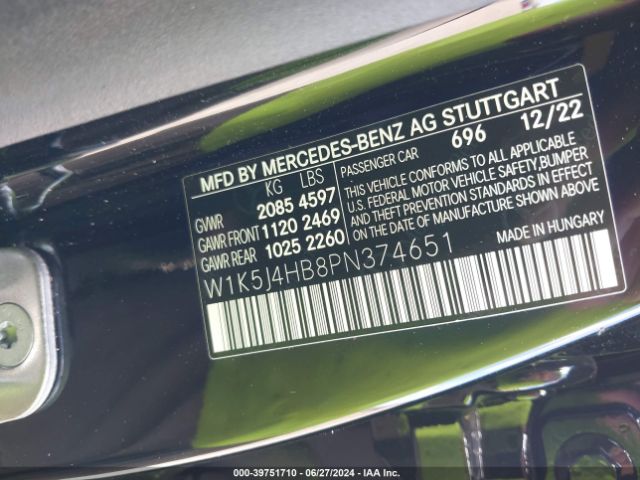 MFD BY MERCEDES-BENZ AG STUTTGART
KG LBS PASSENGER CAR 696 12/22
GVWR 2085 4597
GAWR FRONT 1120 2469
GAWR REAR 1025 2260
THIS VEHICLE CONFORMS TO ALL APPLICABLE
U.S. FEDERAL MOTOR VEHICLE SAFETY, BUMPER
AND THEFT PREVENTION STANDARDS IN EFFECT
ON THE DATE OF MANUFACTURE SHOWN ABOVE
W1K5J4HB8PN374651
MADE IN HUNGARY
000-39751710 - 06/27/2024 - IAA Inc.